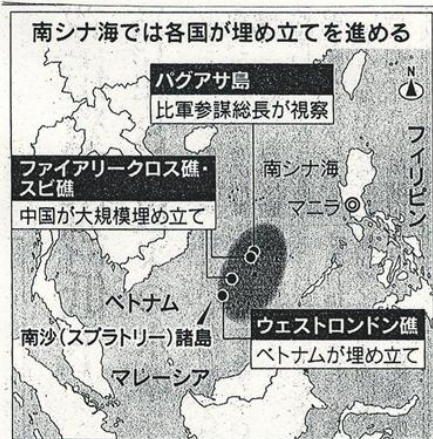 南シナ海では各国が埋め立てを進める
パグアサ島
比軍参謀総長が視察
N
ファイアリークロス礁・
スビ礁
中国が大規模埋め立て
南シナ海
マニラ
フィリピン
ベトナム
南沙(スプラトリー)諸島
マレーシア
ウェストロンドン礁
ベトナムが埋め立て